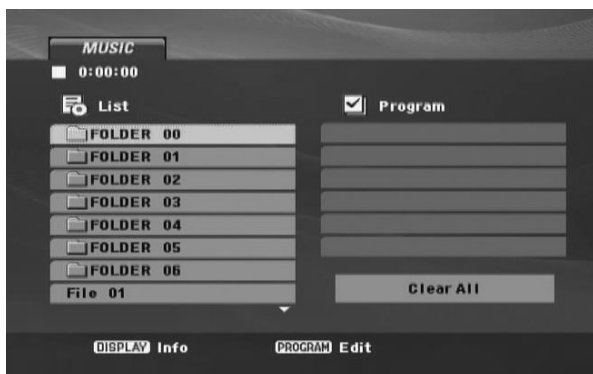 MUSIC
0:00:00
List
Program
FOLDER 00
FOLDER 01
FOLDER 02
FOLDER 03
FOLDER 04
FOLDER 05
FOLDER 06
File 01
Clear All
DISPLAY Info
PROGRAM Edit